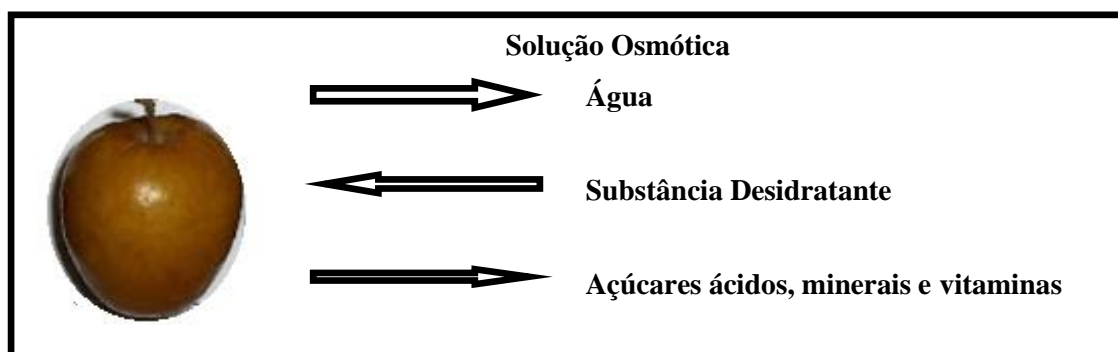 Solução Osmótica
Água
Substância Desidratante
Açúcares ácidos, minerais e vitaminas